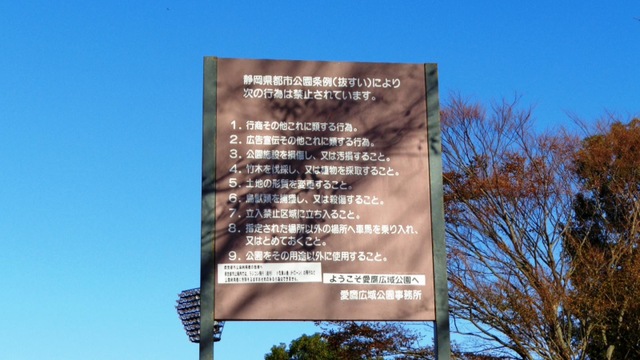 静岡県都市公園条例(抜すい)により
次の行為は禁止されています。
1. 行商その他これに類する行為。
2. 広告宣伝その他これに類する行為。
3. 公園施設を損傷し、又は汚損すること。
4. 竹木を伐採し、又は植物を採取すること。
5. 土地の形質を変更すること。
6. 鳥獣類を捕獲し、又は殺傷すること。
7. 立入禁止区域に立ち入ること。
8. 指定された場所以外の場所へ車馬を乗り入れ、
又はとめておくこと。
9. 公園をその用途以外に使用すること。
ようこそ愛鷹広域公園へ
愛鷹広域公園事務所